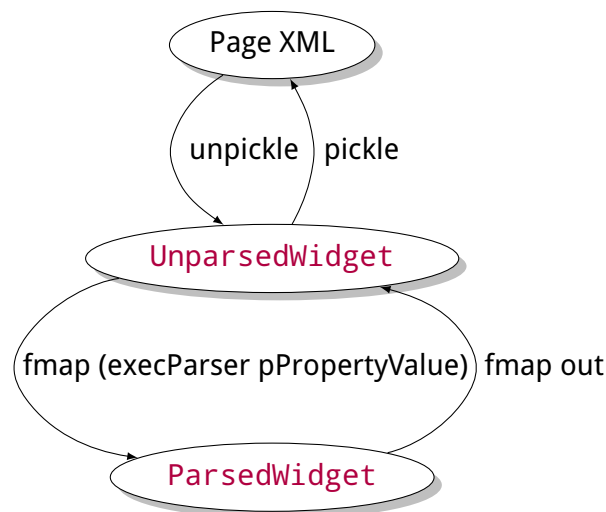 Page XML
unpickle pickle
UnparsedWidget
fmap (execParser pPropertyValue) fmap out
ParsedWidget